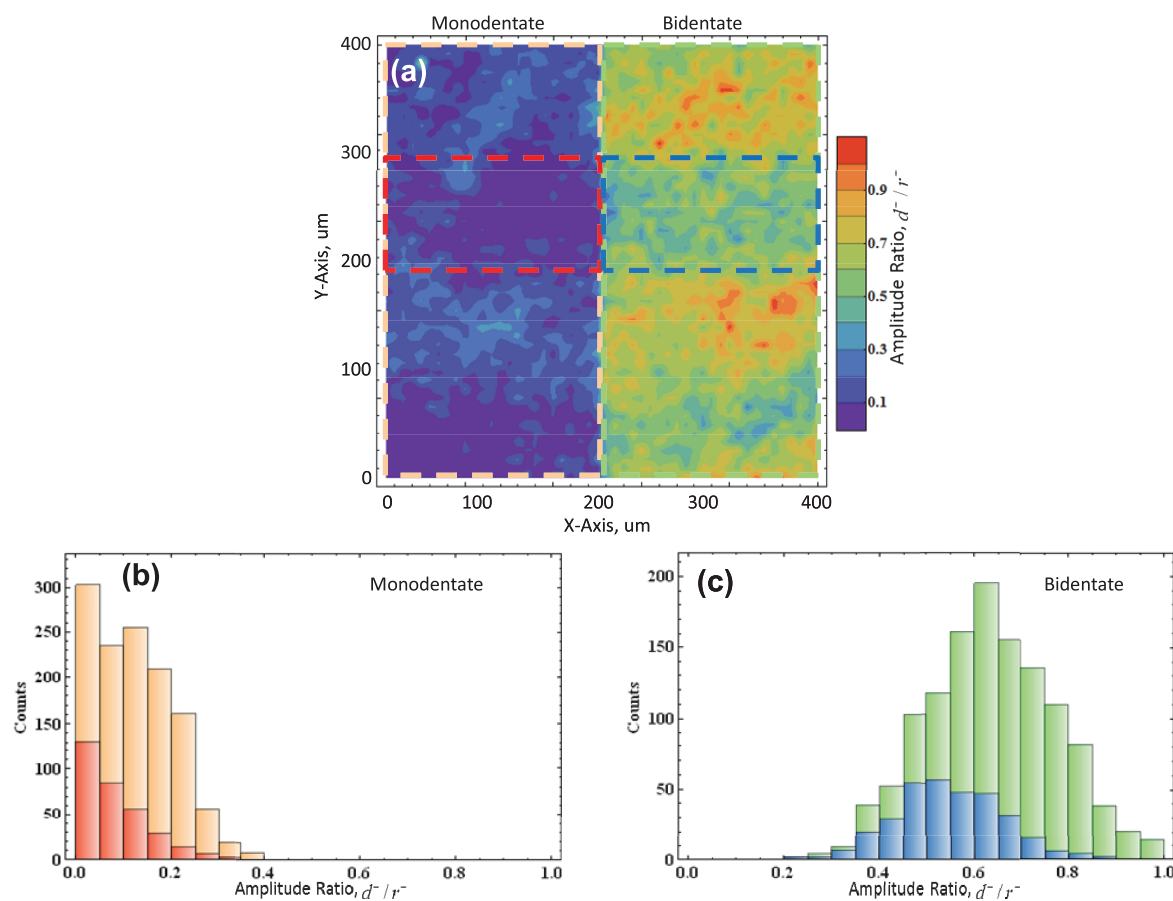 Monodentate Bidentate
(a)
400
300
200
100
0
Y-Axis, um
0 100 200 300 400
X-Axis, um
0.9
0.7
0.5
0.3
0.1
Amplitude Ratio, d⁻/r⁻
(b)
Monodentate
300
250
200
150
100
50
0
Counts
0.0 0.2 0.4 0.6 0.8 1.0
Amplitude Ratio, d⁻/r⁻
(c)
Bidentate
200
150
100
50
0
Counts
0.0 0.2 0.4 0.6 0.8 1.0
Amplitude Ratio, d⁻/r⁻